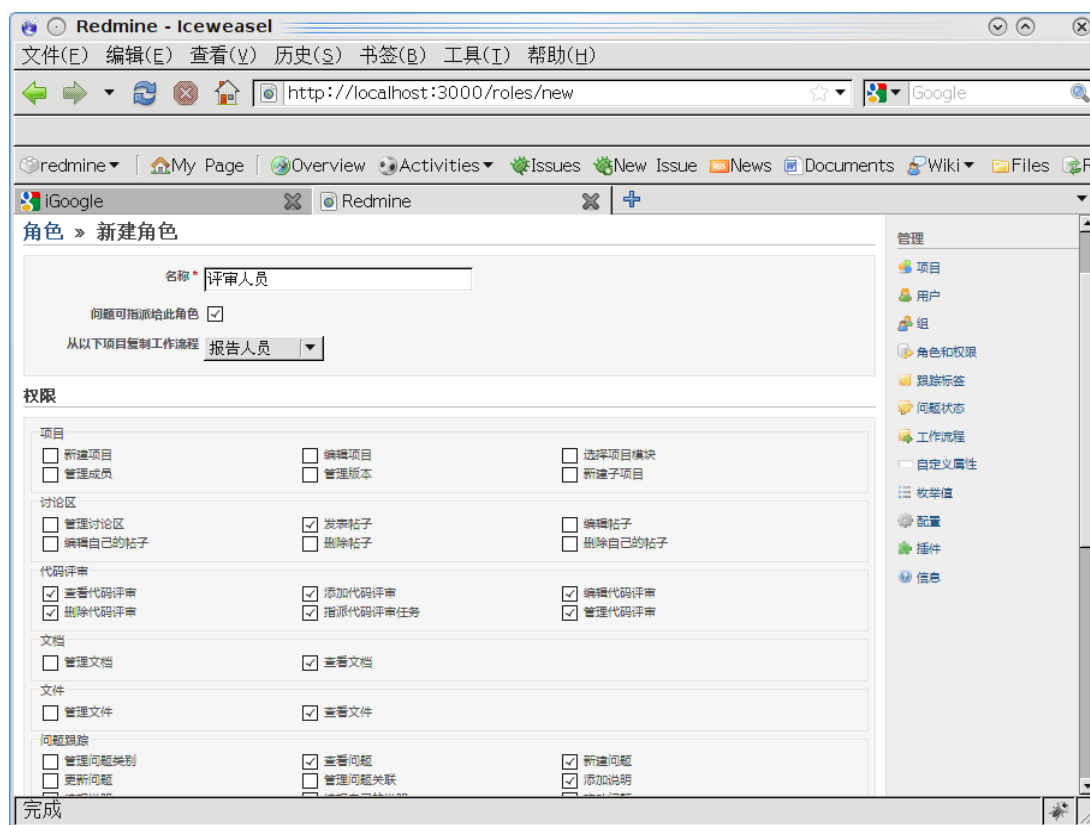 Redmine - Iceweasel
文件(F) 编辑(E) 查看(V) 历史(S) 书签(B) 工具(T) 帮助(H)
http://localhost:3000/roles/new Google
redmine My Page Overview Activities Issues New Issue News Documents Wiki Files
iGoogle Redmine
角色 » 新建角色
名称* 评审人员
问题可指派给此角色
从以下项目复制工作流程 报告人员
权限
项目
新建项目 编辑项目 选择项目模块
管理成员 管理版本 新建子项目
讨论区
管理讨论区 发表帖子 编辑帖子
编辑自己的帖子 删除帖子 删除自己的帖子
代码评审
查看代码评审 添加代码评审 编辑代码评审
删除代码评审 指派代码评审任务 管理代码评审
文档
管理文档 查看文档
文件
管理文件 查看文件
问题跟踪
管理问题类别 查看问题 新建问题
更新问题 管理问题关联 添加说明
管理
项目
用户
组
角色和权限
跟踪标签
问题状态
工作流程
自定义属性
枚举值
配置
插件
信息
完成